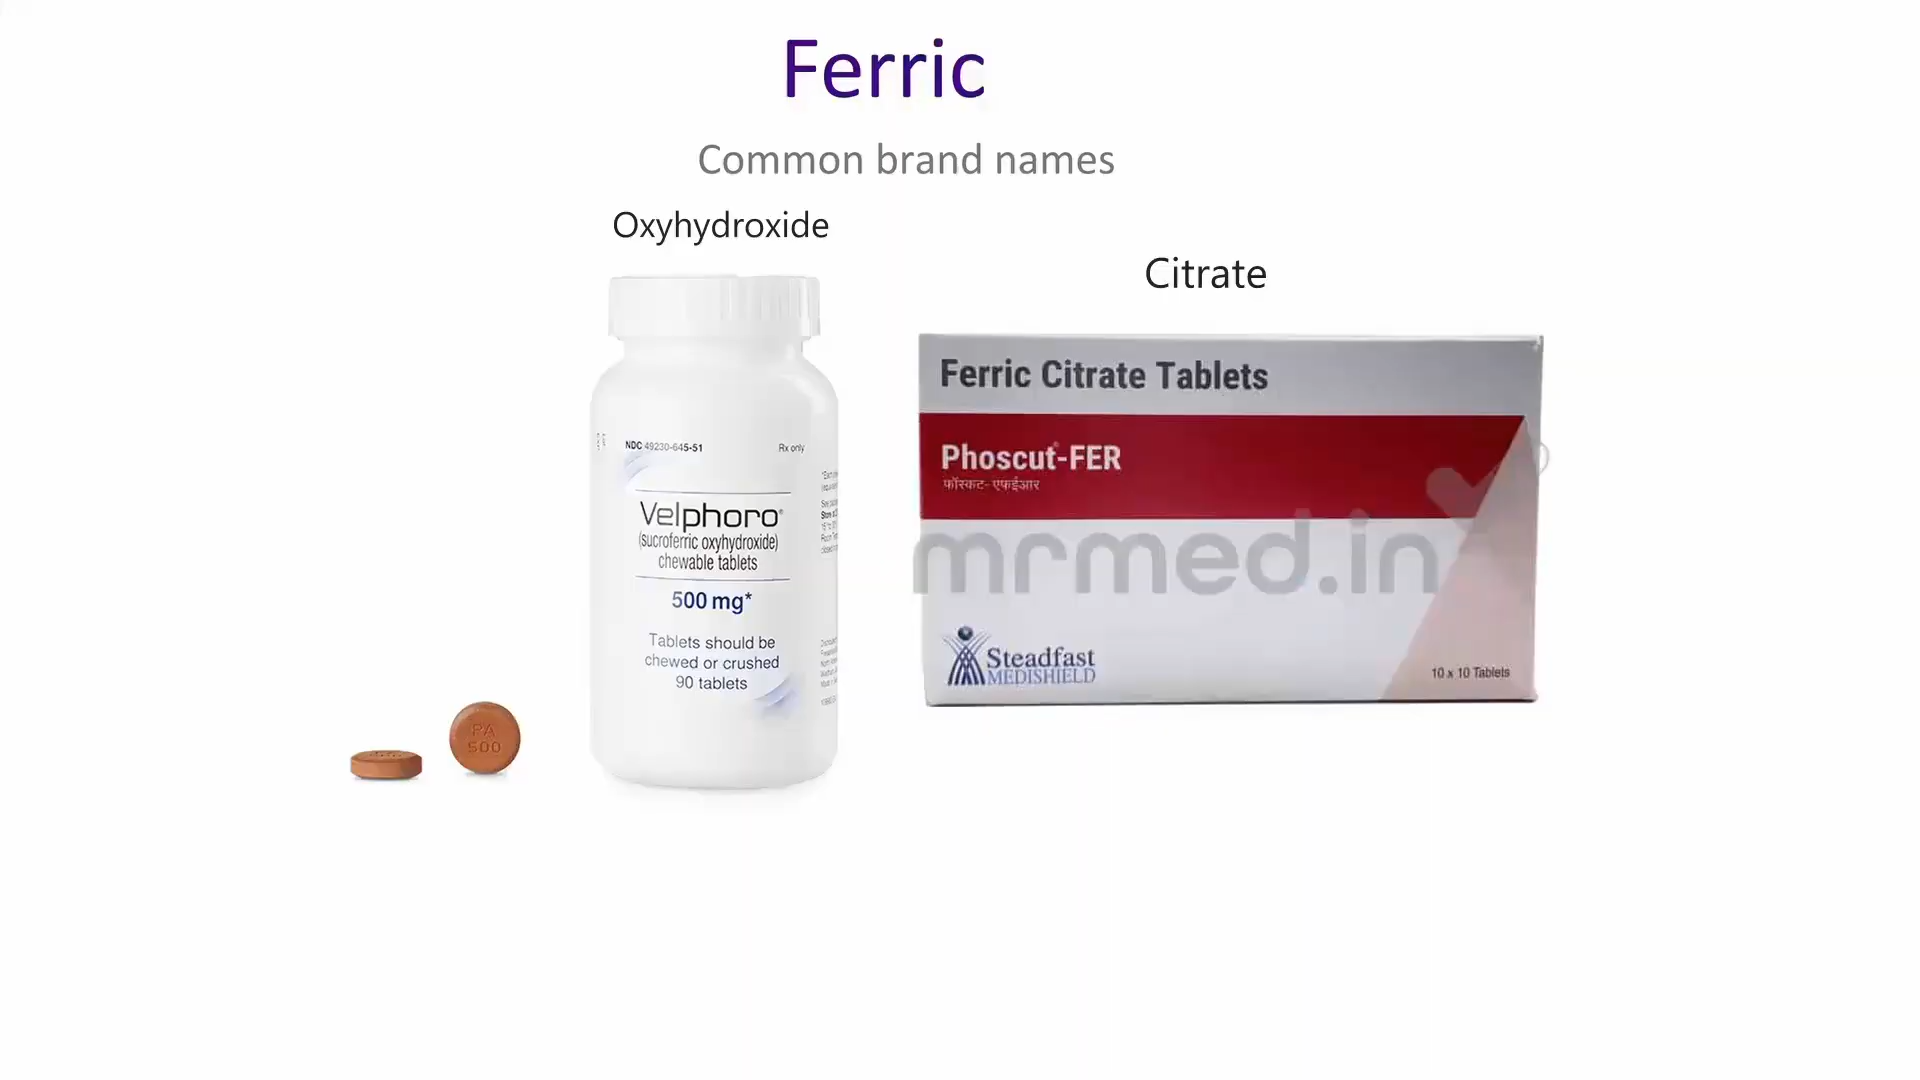 Ferric
Common brand names
Oxyhydroxide
Citrate
NDC 49230-645-51
Rx only
Velphoro®
(sucroferric oxyhydroxide)
chewable tablets
500 mg*
Tablets should be
chewed or crushed
90 tablets
PA
500
Ferric Citrate Tablets
Phoscut®-FER
फॉस्कट- एफईआर
mrmed.in
Steadfast
MEDISHIELD
10 x 10 Tablets